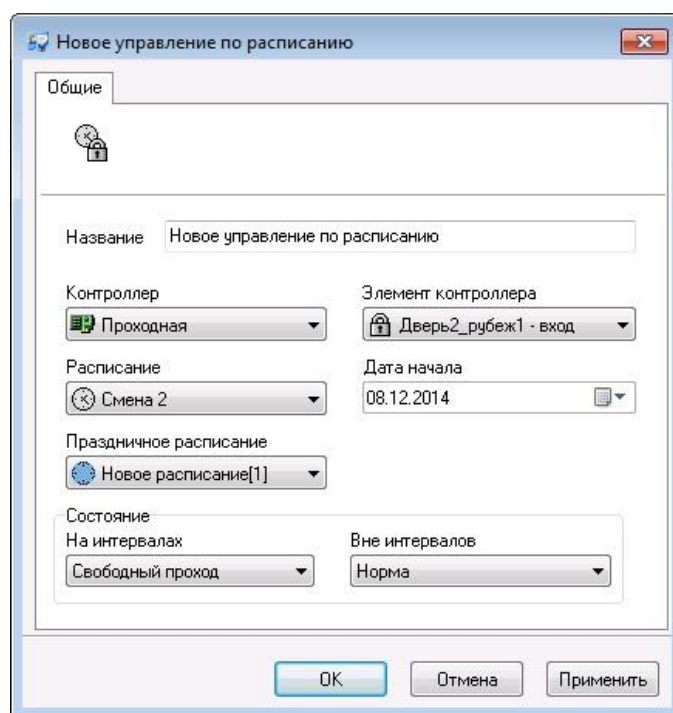 Новое управление по расписанию
Общие
Название Новое управление по расписанию
Контроллер Элемент контроллера
Проходная Дверь2_рубеж1 - вход
Расписание Дата начала
Смена 2 08.12.2014
Праздничное расписание
Новое расписание[1]
Состояние
На интервалах Вне интервалов
Свободный проход Норма
OK Отмена Применить